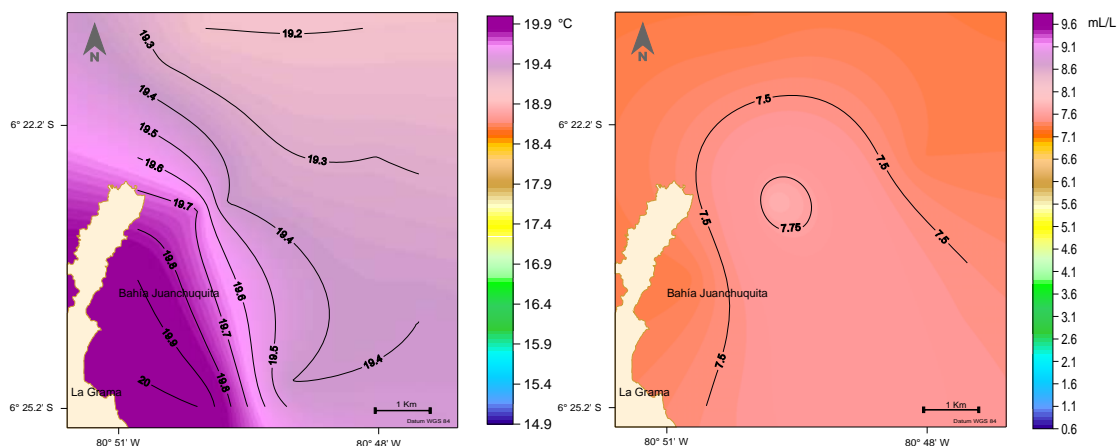 19.9 °C
19.4
18.9
18.4
17.9
17.4
16.9
16.4
15.9
15.4
14.9
N
6° 22.2' S
6° 25.2' S
80° 51' W
80° 48' W
19.2
19.3
19.4
19.5
19.6
19.7
19.3
19.4
19.8
19.6
19.7
19.9
19.5
19.4
19.8
20
Bahía Juanchuquita
La Grama
1 Km
Datum WGS 84
9.6 mL/L
9.1
8.6
8.1
7.6
7.1
6.6
6.1
5.6
5.1
4.6
4.1
3.6
3.1
2.6
2.1
1.6
1.1
0.6
N
6° 22.2' S
6° 25.2' S
80° 51' W
80° 48' W
7.5
7.5
7.5
7.75
7.5
7.5
Bahía Juanchuquita
La Grama
1 Km
Datum WGS 84